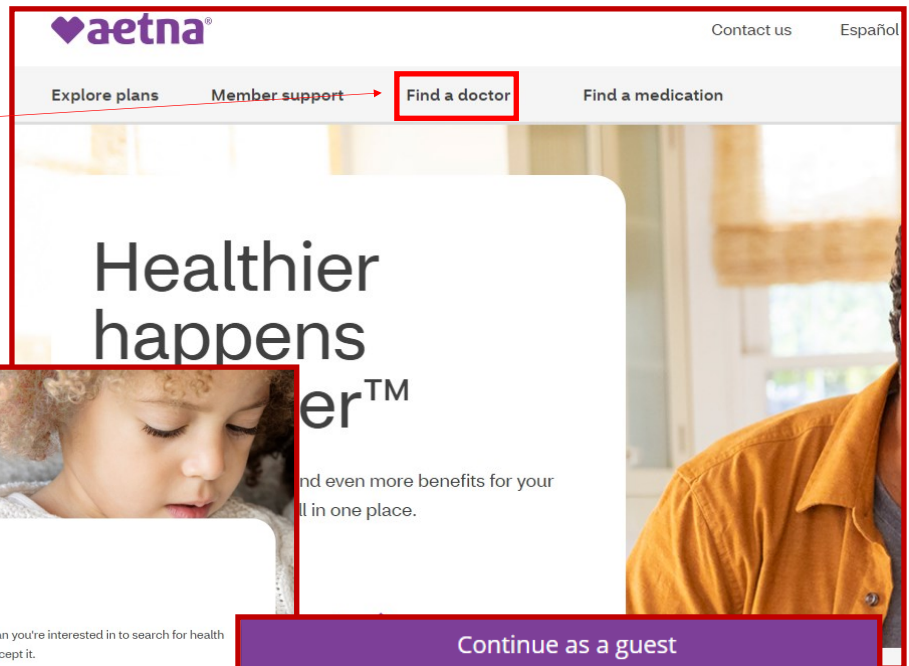 aetna®
Contact us Español
Explore plans Member support Find a doctor Find a medication
Healthier
happens
er™
nd even more benefits for your
ll in one place.
an you're interested in to search for health
cept it.
Continue as a guest